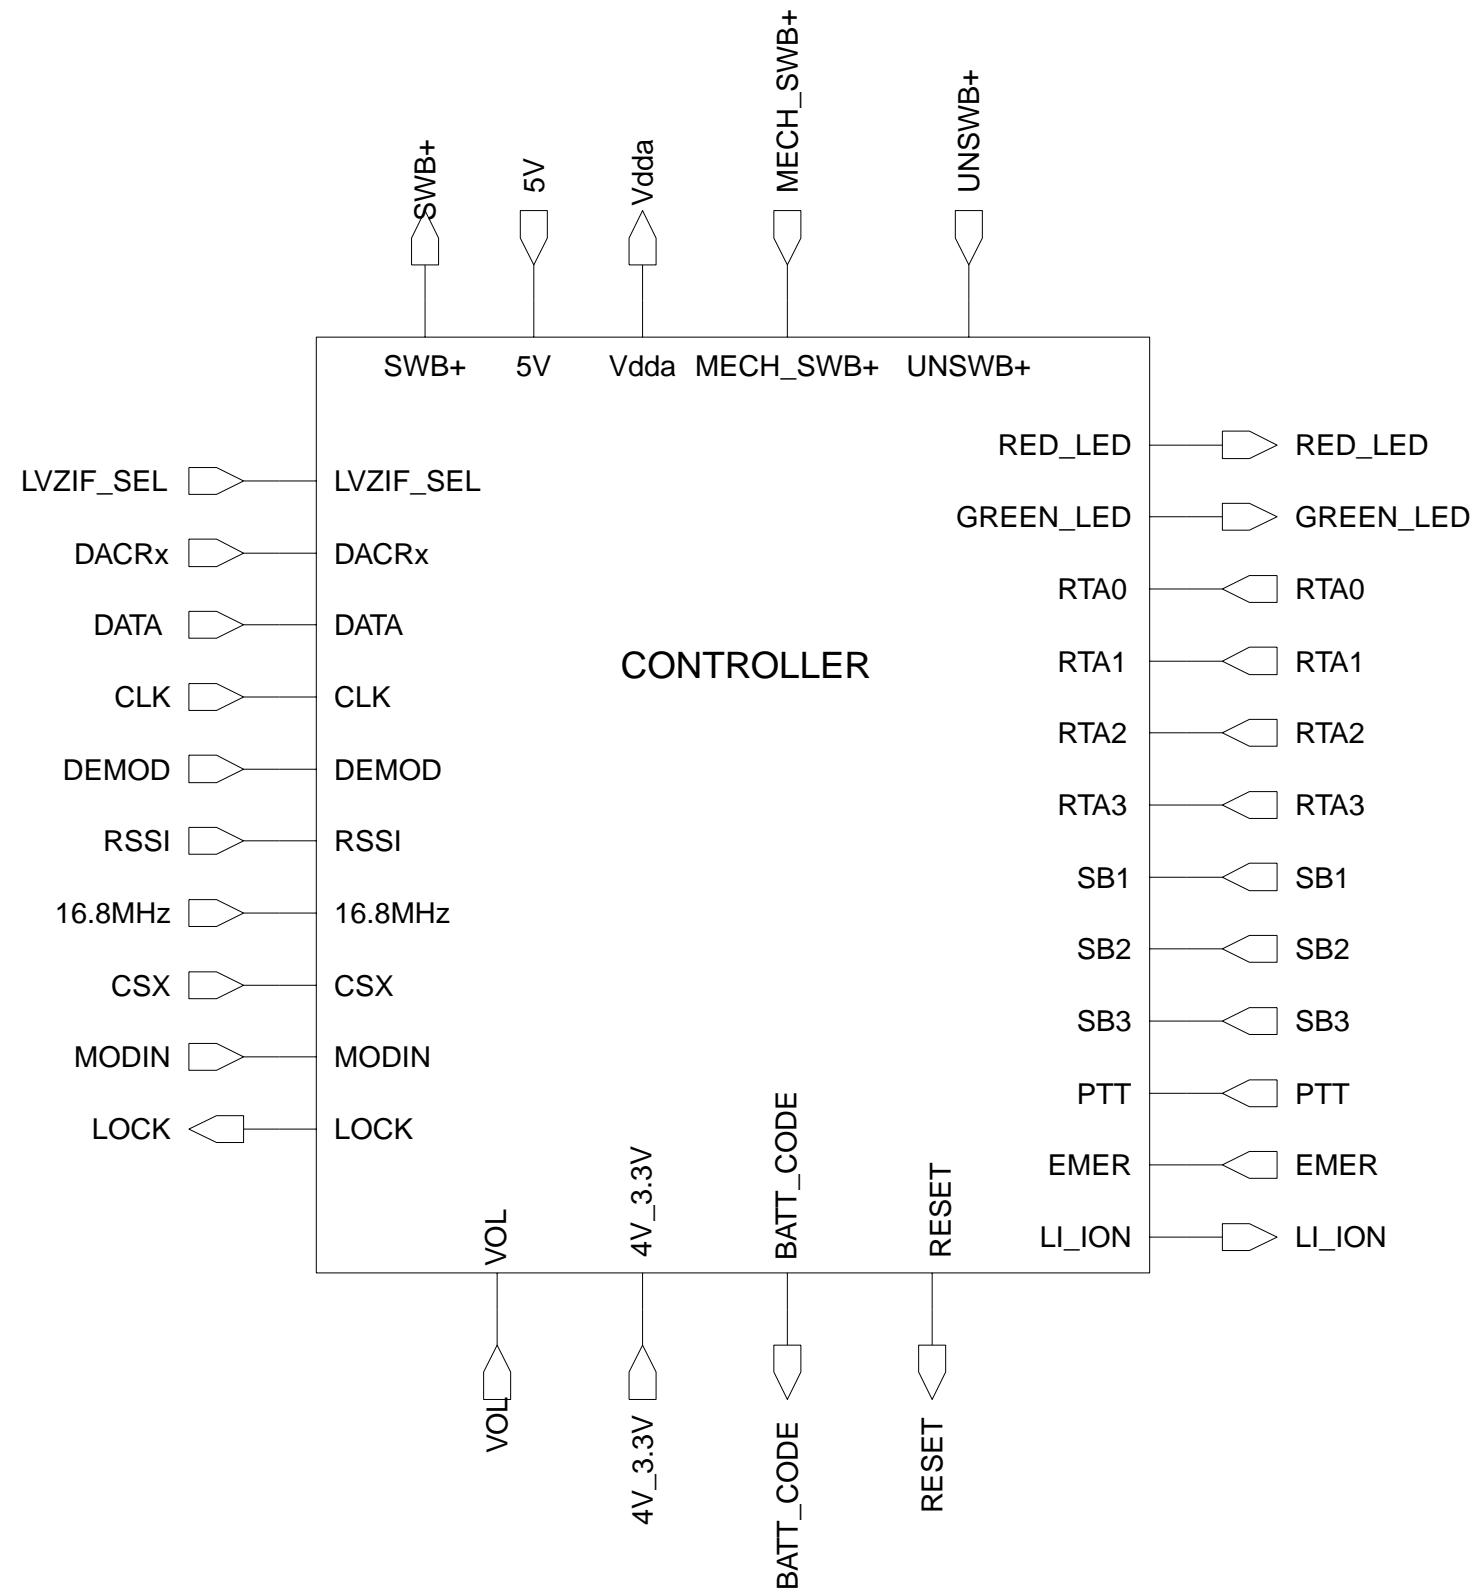 SWB+
5V
Vdda
MECH_SWB+
UNSWB+
SWB+ 5V Vdda MECH_SWB+ UNSWB+
RED_LED RED_LED
LVZIF_SEL LVZIF_SEL
GREEN_LED GREEN_LED
DACRx DACRx
RTA0 RTA0
DATA DATA
CONTROLLER
RTA1 RTA1
CLK CLK
RTA2 RTA2
DEMOD DEMOD
RTA3 RTA3
RSSI RSSI
SB1 SB1
16.8MHz 16.8MHz
SB2 SB2
CSX CSX
SB3 SB3
MODIN MODIN
PTT PTT
LOCK LOCK
EMER EMER
LI_ION LI_ION
VOL
4V_3.3V
BATT_CODE
RESET
VOL
4V_3.3V
BATT_CODE
RESET